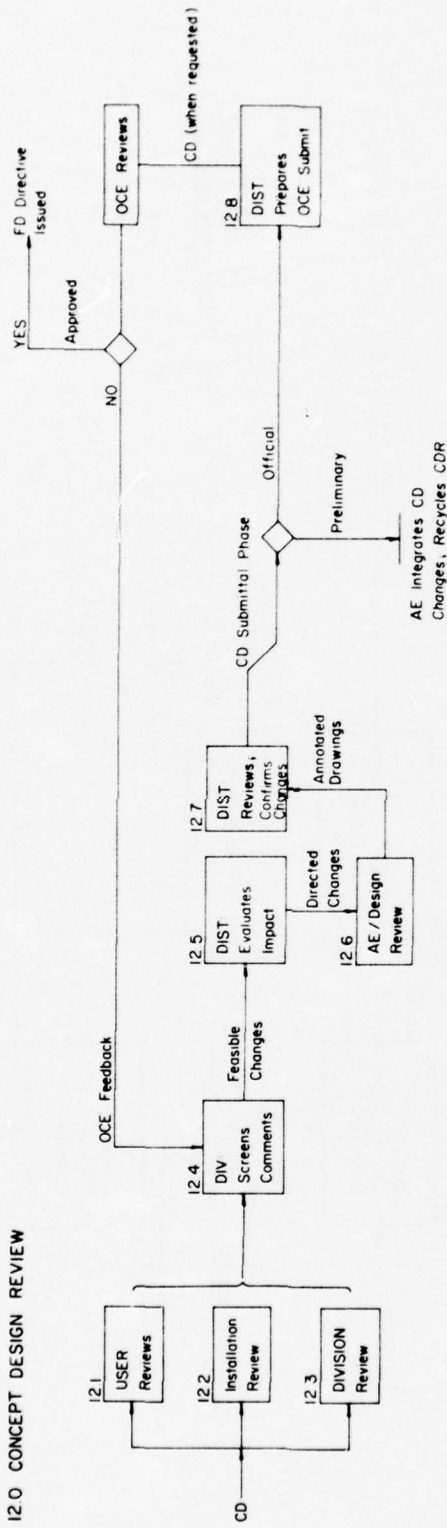 12.0 CONCEPT DESIGN REVIEW
CD
12.1
USER
Reviews
12.2
Installation
Review
12.3
DIVISION
Review
OCE Feedback
12.4
DIV
Screens
Comments
Feasible
Changes
12.5
DIST
Evaluates
Impact
Directed
Changes
12.6
AE/Design
Review
Annotated
Drawings
12.7
DIST
Reviews,
Confirms
Changes
CD Submittal Phase
Official
Preliminary
AE Integrates CD
Changes, Recycles CDR
12.8
DIST
Prepares
OCE Submit
CD (when requested)
OCE Reviews
NO
YES
Approved
FD Directive
Issued